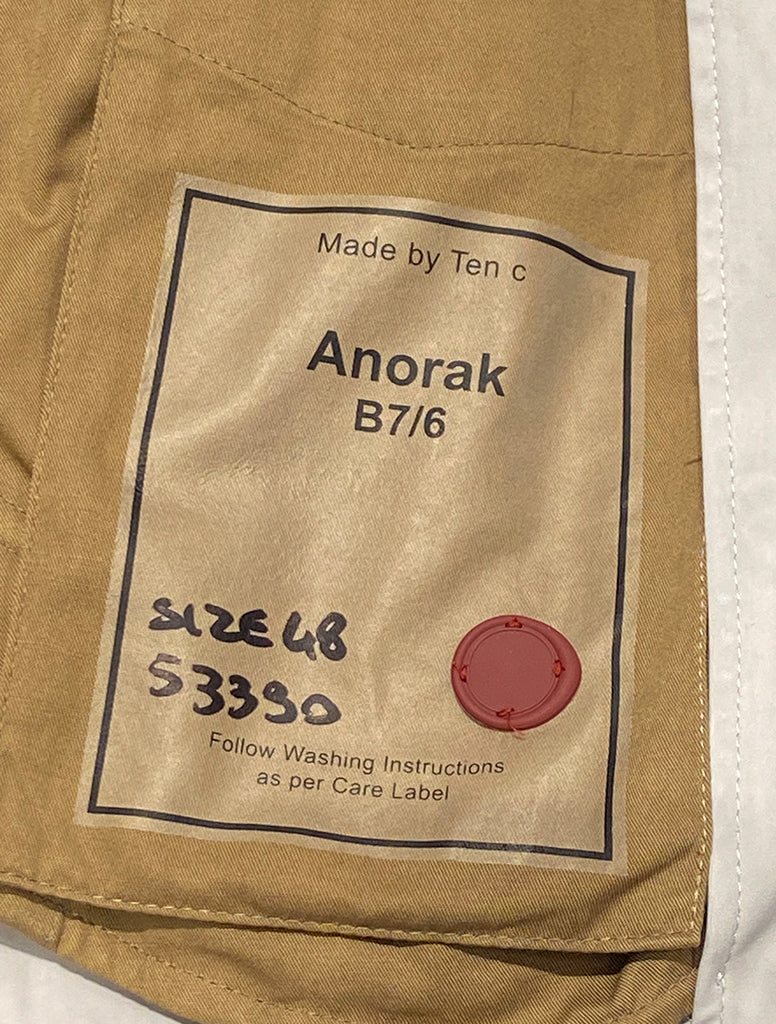 Made by Ten c
Anorak
B7/6
SIZE 48
53390
Follow Washing Instructions
as per Care Label